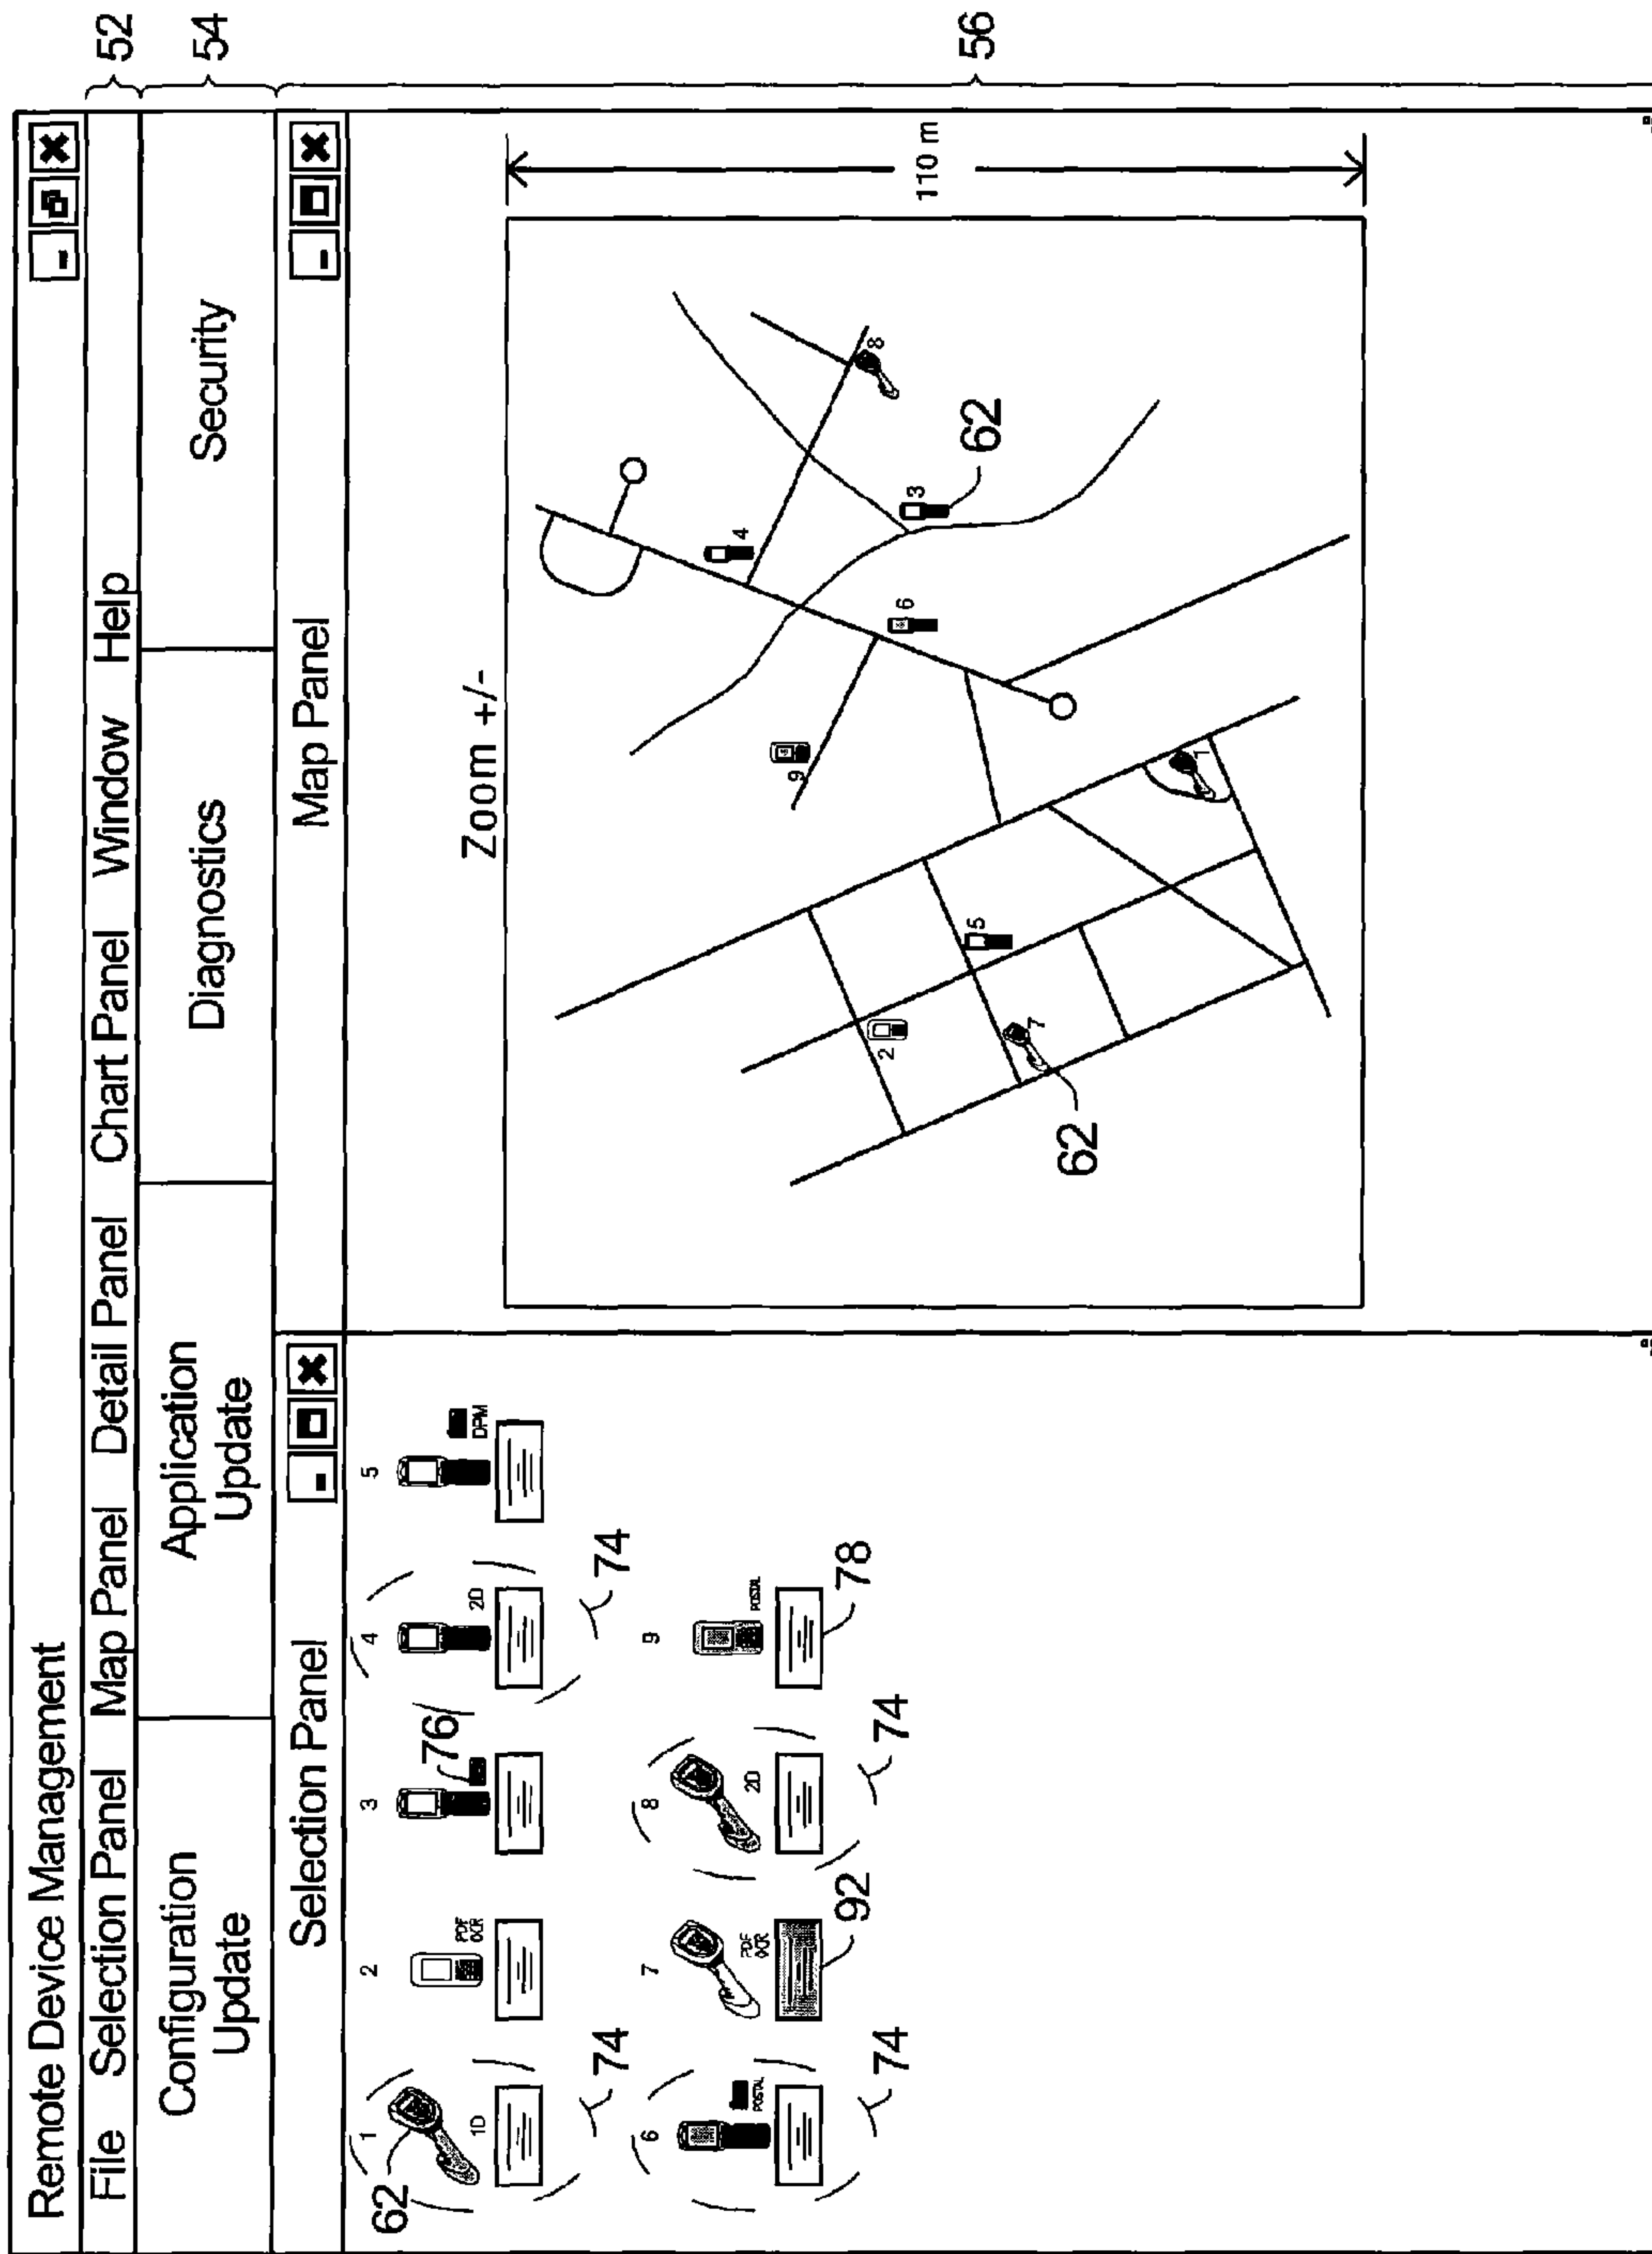 Remote Device Management
File Selection Panel Map Panel Detail Panel Chart Panel Window Help
52
Configuration
Update
Application
Update
Diagnostics
Security
54
Selection Panel
Map Panel
56
1
2
3
4
5
62
1D
PDF
OCR
76
2D
DPM
74
74
6
7
8
9
POSTAL
PDF
OCR
2D
POSTAL
92
78
74
74
Zoom +/-
4
8
9
6
3
62
2
5
7
62
1
110 m